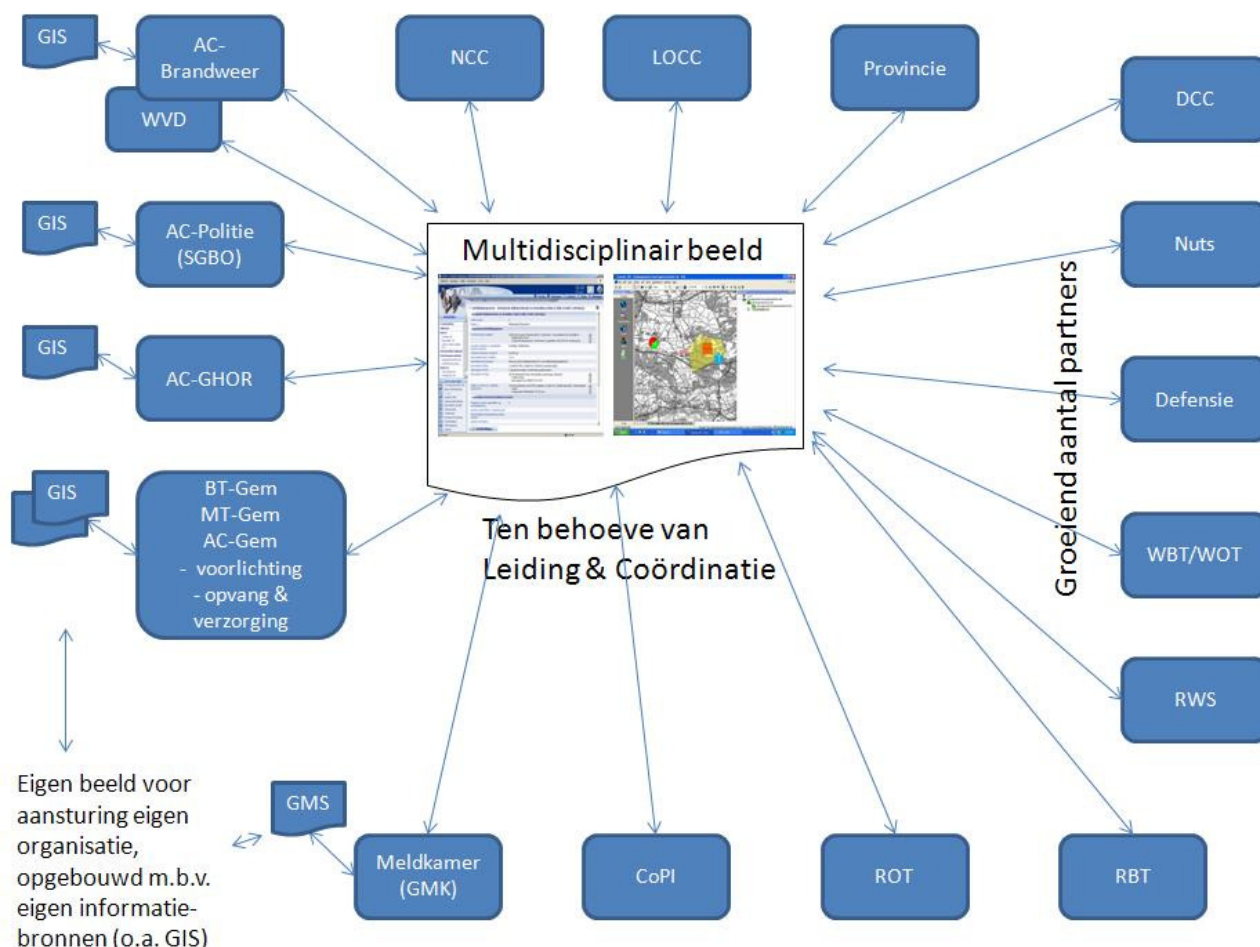 GIS
AC-
Brandweer
WVD
NCC
LOCC
Provincie
DCC
GIS
AC-Politie
(SGBO)
Multidisciplinair beeld
Nuts
GIS
AC-GHOR
Groeiend aantal partners
Defensie
GIS
BT-Gem
MT-Gem
AC-Gem
- voorlichting
- opvang &
verzorging
Ten behoeve van
Leiding & Coördinatie
WBT/WOT
RWS
Eigen beeld voor
aansturing eigen
organisatie,
opgebouwd m.b.v.
eigen informatie-
bronnen (o.a. GIS)
GMS
Meldkamer
(GMK)
CoPI
ROT
RBT